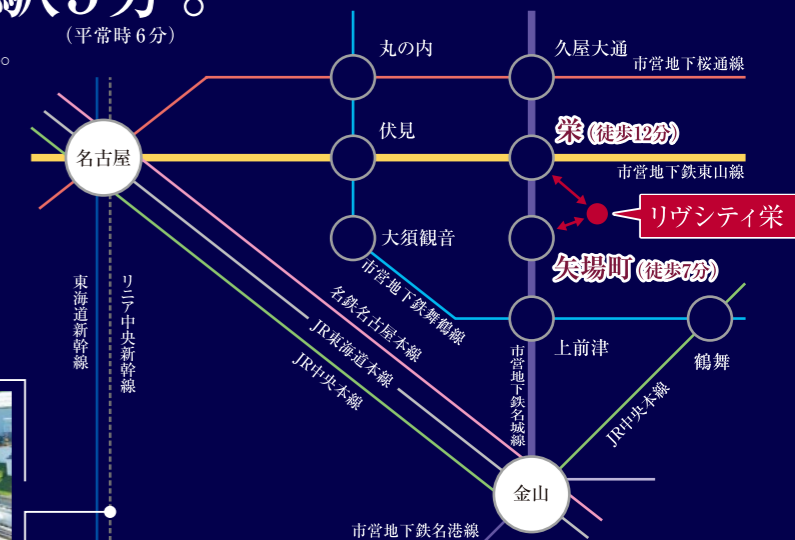 駅5分。
(平常時6分)
。
丸の内
久屋大通
市営地下桜通線
伏見
栄(徒歩12分)
名古屋
市営地下鉄東山線
リヴシティ栄
大須観音
矢場町(徒歩7分)
東海道新幹線
リニア中央新幹線
市営地下鉄舞鶴線
名鉄名古屋本線
JR東海道本線
JR中央本線
上前津
鶴舞
市営地下鉄名城線
JR中央本線
金山
市営地下鉄名港線